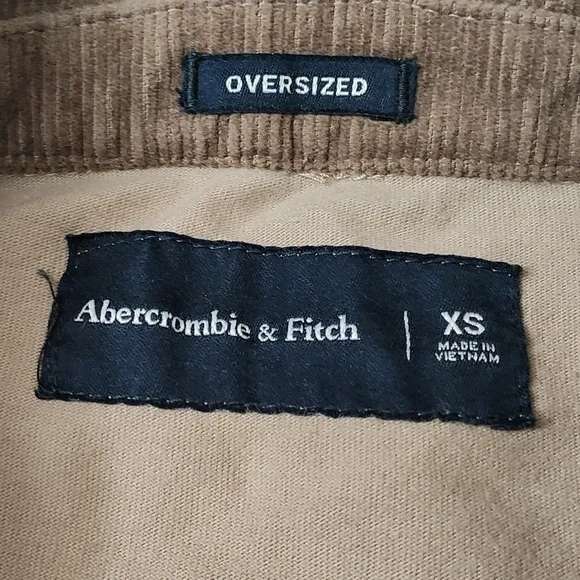 OVERSIZED
Abercrombie & Fitch | XS
MADE IN
VIETNAM